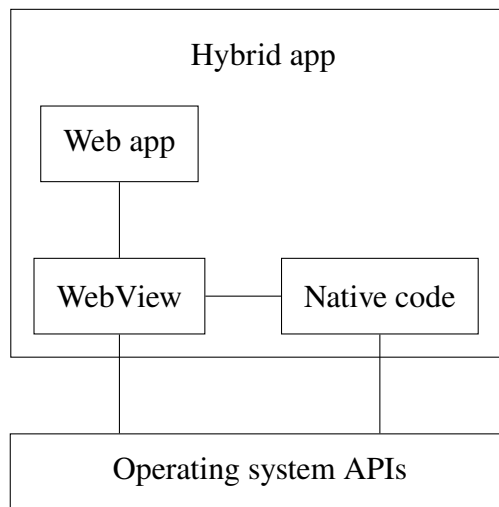 Hybrid app
Web app
WebView
Native code
Operating system APIs